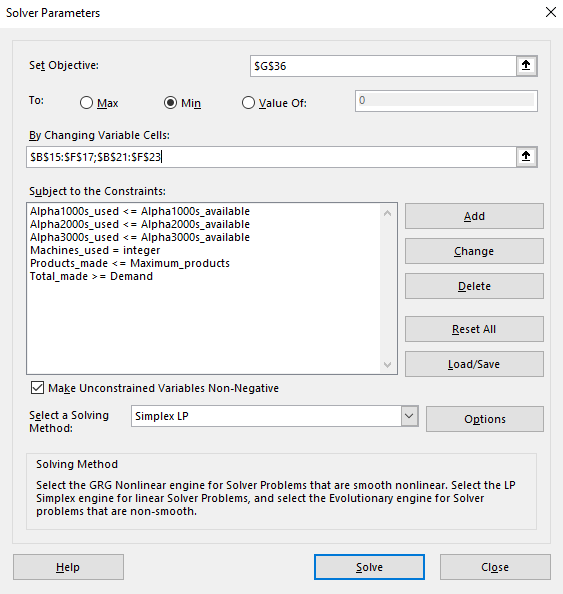 Solver Parameters
Set Objective:
$G$36
To:
Max
Min
Value Of:
0
By Changing Variable Cells:
$B$15:$F$17;$B$21:$F$23
Subject to the Constraints:
Alpha1000s_used <= Alpha1000s_available
Alpha2000s_used <= Alpha2000s_available
Alpha3000s_used <= Alpha3000s_available
Machines_used = integer
Products_made <= Maximum_products
Total_made >= Demand
Add
Change
Delete
Reset All
Load/Save
Make Unconstrained Variables Non-Negative
Select a Solving
Method:
Simplex LP
Options
Solving Method
Select the GRG Nonlinear engine for Solver Problems that are smooth nonlinear. Select the LP
Simplex engine for linear Solver Problems, and select the Evolutionary engine for Solver
problems that are non-smooth.
Help
Solve
Close